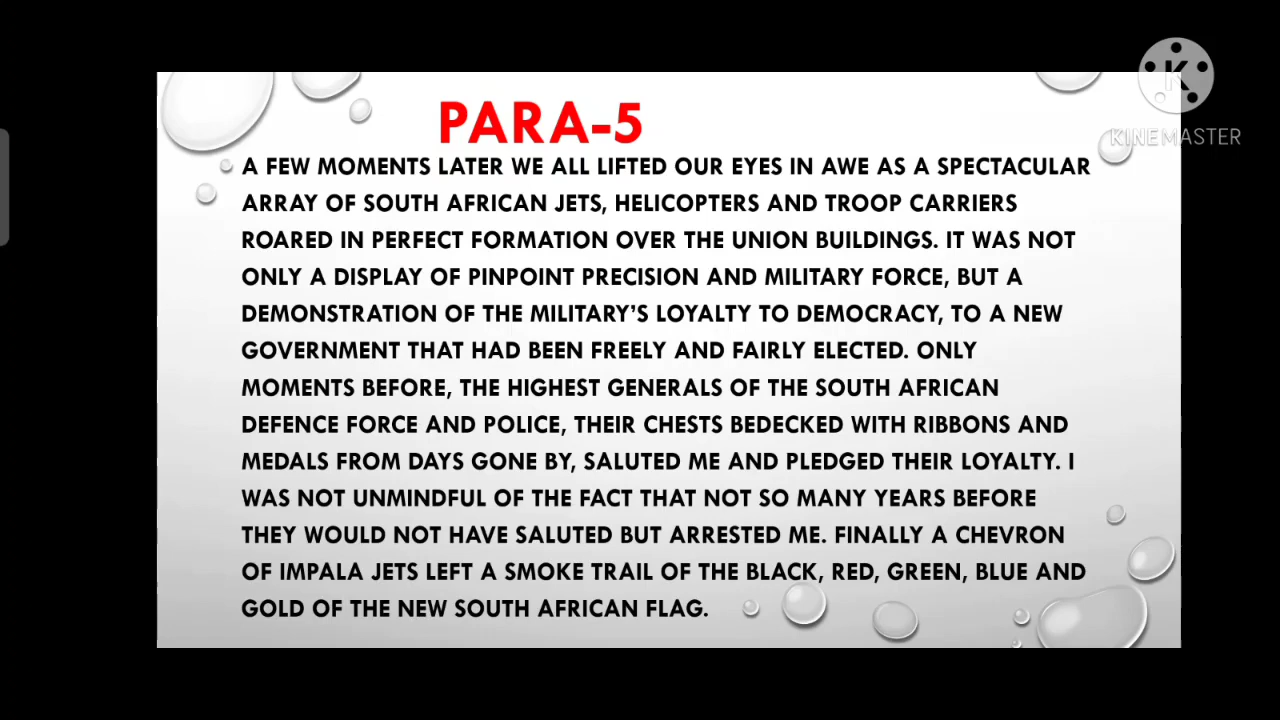 PARA-5
A FEW MOMENTS LATER WE ALL LIFTED OUR EYES IN AWE AS A SPECTACULAR
ARRAY OF SOUTH AFRICAN JETS, HELICOPTERS AND TROOP CARRIERS
ROARED IN PERFECT FORMATION OVER THE UNION BUILDINGS. IT WAS NOT
ONLY A DISPLAY OF PINPOINT PRECISION AND MILITARY FORCE, BUT A
DEMONSTRATION OF THE MILITARY'S LOYALTY TO DEMOCRACY, TO A NEW
GOVERNMENT THAT HAD BEEN FREELY AND FAIRLY ELECTED. ONLY
MOMENTS BEFORE, THE HIGHEST GENERALS OF THE SOUTH AFRICAN
DEFENCE FORCE AND POLICE, THEIR CHESTS BEDECKED WITH RIBBONS AND
MEDALS FROM DAYS GONE BY, SALUTED ME AND PLEDGED THEIR LOYALTY. I
WAS NOT UNMINDFUL OF THE FACT THAT NOT SO MANY YEARS BEFORE
THEY WOULD NOT HAVE SALUTED BUT ARRESTED ME. FINALLY A CHEVRON
OF IMPALA JETS LEFT A SMOKE TRAIL OF THE BLACK, RED, GREEN, BLUE AND
GOLD OF THE NEW SOUTH AFRICAN FLAG.
K
KINEMASTER